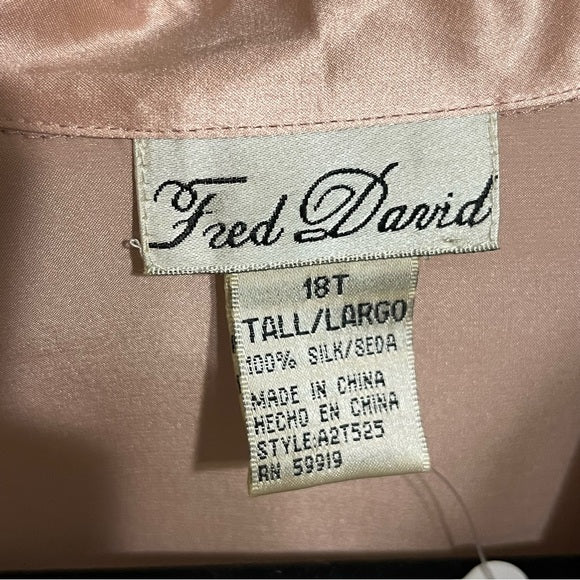 Fred David
18T
TALL/LARGO
100% SILK/SEDA
MADE IN CHINA
HECHO EN CHINA
STYLE:A2T525
RN 59919